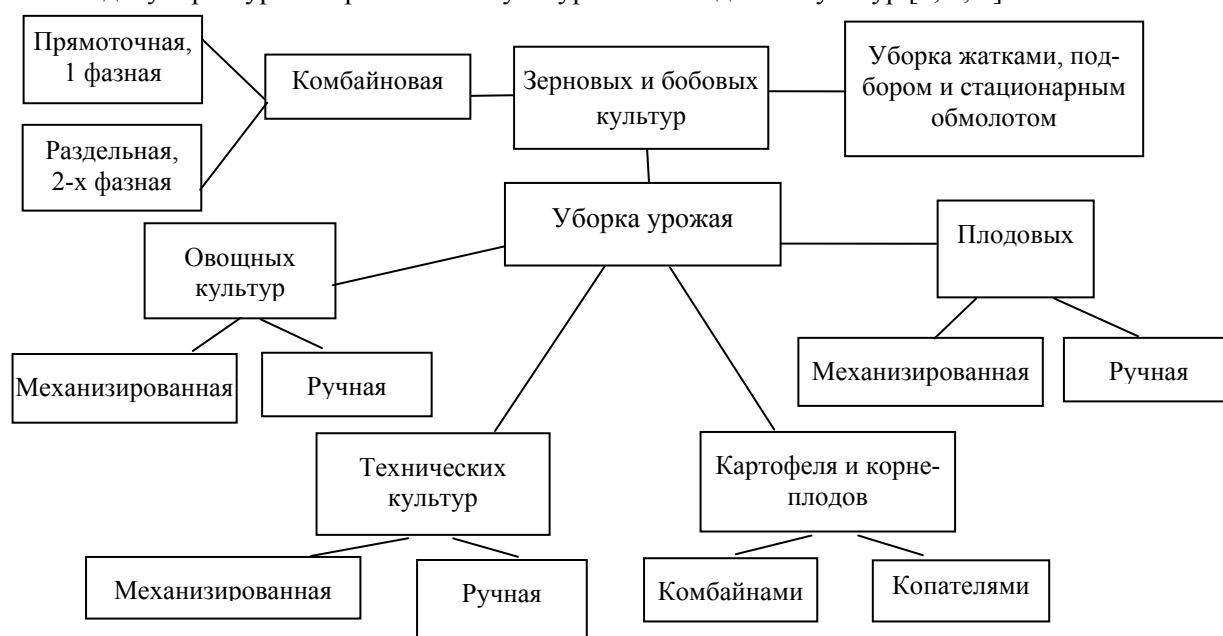 Прямоточная,
1 фазная
Комбайновая
Зерновых и бобовых
культур
Уборка жатками, под-
бором и стационарным
обмолотом
Раздельная,
2-х фазная
Уборка урожая
Плодовых
Овощных
культур
Механизированная
Ручная
Механизированная
Ручная
Технических
культур
Картофеля и корне-
плодов
Механизированная
Ручная
Комбайнами
Копателями